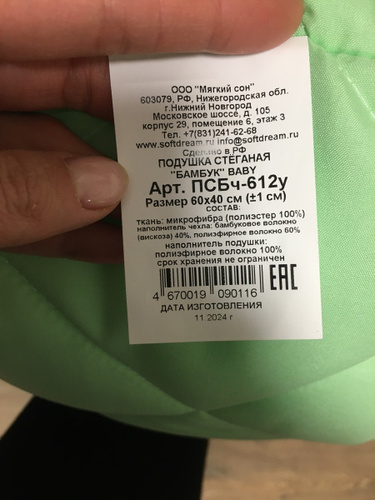 ООО "Мягкий сон"
603079, РФ, Нижегородская обл.
г.Нижний Новгород
Московское шоссе, д. 105
корпус 29, помещение 6, этаж 3
Тел. +7(831)241-62-68
www.softdream.ru info@softdream.ru
Сделано в РФ
ПОДУШКА СТЕГАНАЯ
"БАМБУК" BABY
Арт. ПСБч-612у
Размер 60х40 см (±1 см)
СОСТАВ:
ткань: микрофибра (полиэстер 100%)
наполнитель чехла: бамбуковое волокно
(вискоза) 40%, полиэфирное волокно 60%
наполнитель подушки:
полиэфирное волокно 100%
срок хранения не ограничен
EAC
4 670019 090116
ДАТА ИЗГОТОВЛЕНИЯ
11.2024 г